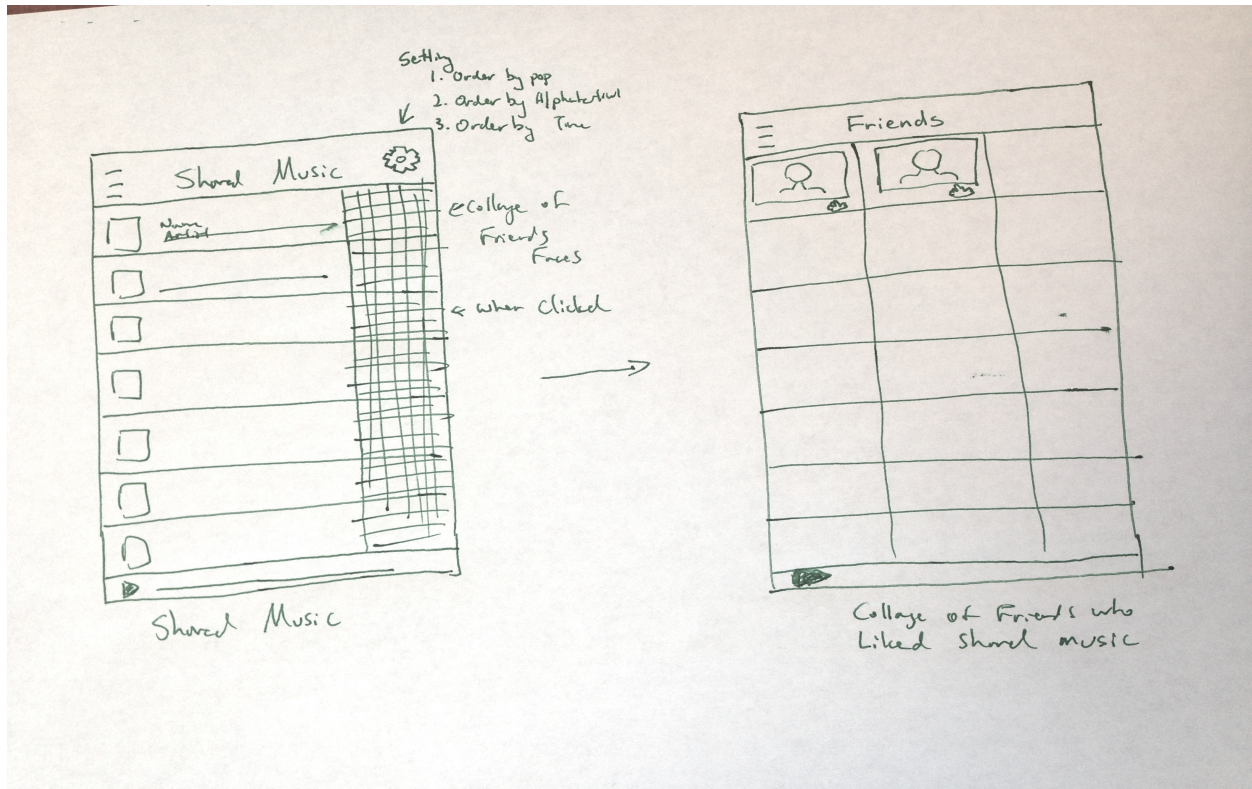 Setting
1. Order by pop
2. Order by Alphabetical
3. Order by Time
Shared Music
Name
Artist
Collage of
Friends
Faces
when clicked
Shared Music
Friends
Collage of Friends who
Liked shared music